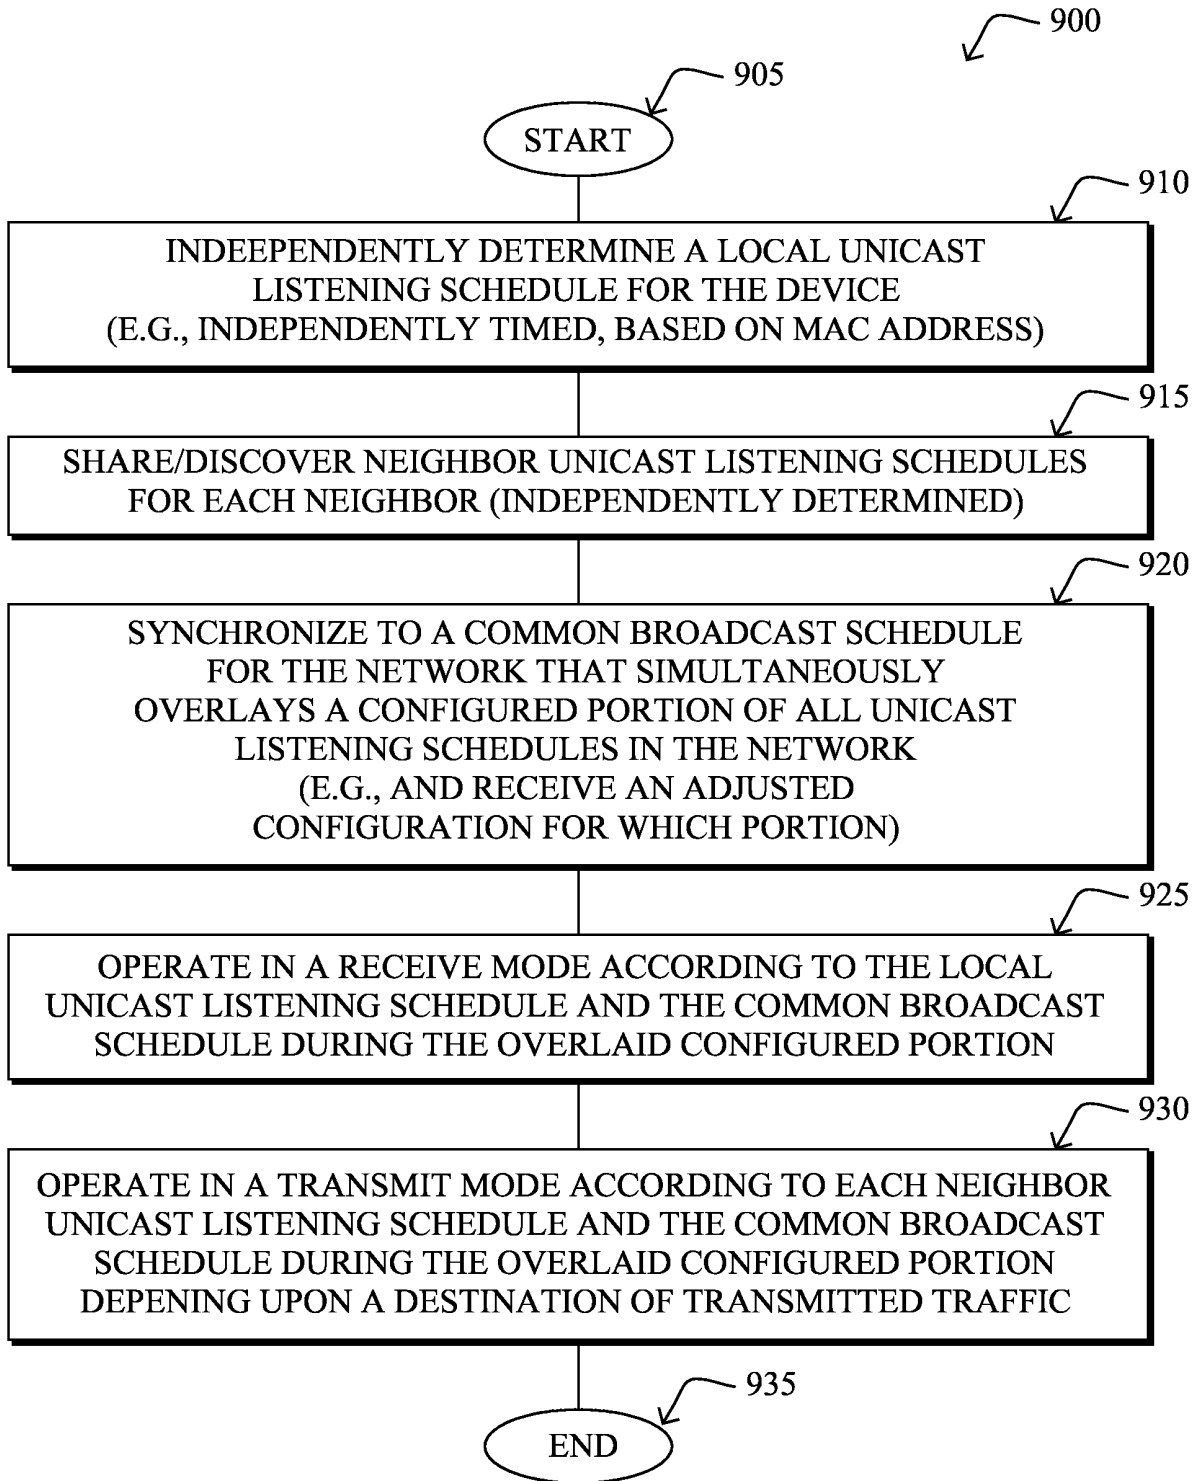 900
905
START
910
INDEEPENDENTLY DETERMINE A LOCAL UNICAST
LISTENING SCHEDULE FOR THE DEVICE
(E.G., INDEPENDENTLY TIMED, BASED ON MAC ADDRESS)
915
SHARE/DISCOVER NEIGHBOR UNICAST LISTENING SCHEDULES
FOR EACH NEIGHBOR (INDEPENDENTLY DETERMINED)
920
SYNCHRONIZE TO A COMMON BROADCAST SCHEDULE
FOR THE NETWORK THAT SIMULTANEOUSLY
OVERLAYS A CONFIGURED PORTION OF ALL UNICAST
LISTENING SCHEDULES IN THE NETWORK
(E.G., AND RECEIVE AN ADJUSTED
CONFIGURATION FOR WHICH PORTION)
925
OPERATE IN A RECEIVE MODE ACCORDING TO THE LOCAL
UNICAST LISTENING SCHEDULE AND THE COMMON BROADCAST
SCHEDULE DURING THE OVERLAID CONFIGURED PORTION
930
OPERATE IN A TRANSMIT MODE ACCORDING TO EACH NEIGHBOR
UNICAST LISTENING SCHEDULE AND THE COMMON BROADCAST
SCHEDULE DURING THE OVERLAID CONFIGURED PORTION
DEPENING UPON A DESTINATION OF TRANSMITTED TRAFFIC
935
END